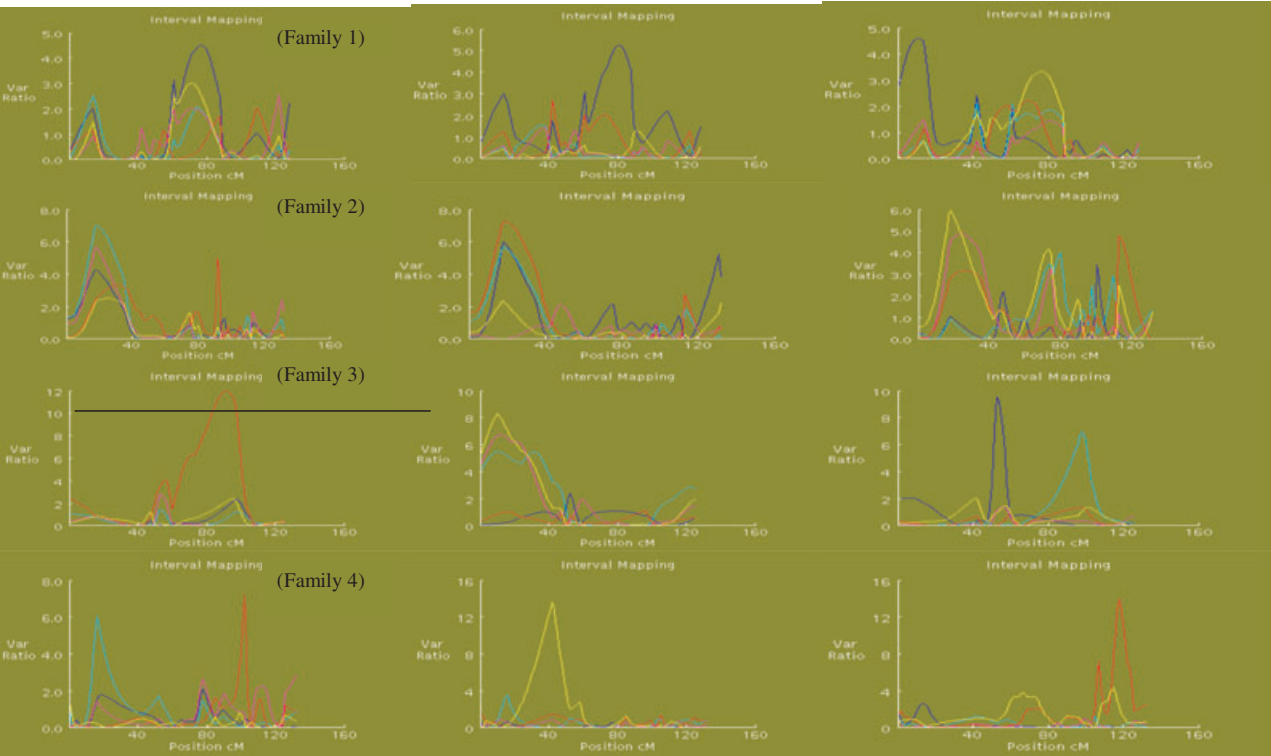 Interval Mapping
(Family 1)
5.0
4.0
3.0
2.0
1.0
0.0
Var
Ratio
40
80
120
160
Position cM
Interval Mapping
6.0
5.0
4.0
3.0
2.0
1.0
0.0
Var
Ratio
40
80
120
160
Position cM
Interval Mapping
5.0
4.0
3.0
2.0
1.0
0.0
Var
Ratio
40
80
120
160
Position cM
Interval Mapping
(Family 2)
8.0
6.0
4.0
2.0
0.0
Var
Ratio
40
80
120
160
Position cM
Interval Mapping
8.0
6.0
4.0
2.0
0.0
Var
Ratio
40
80
120
160
Position cM
Interval Mapping
6.0
5.0
4.0
3.0
2.0
1.0
0.0
Var
Ratio
40
80
120
160
Position cM
Interval Mapping
(Family 3)
12
10
8
6
4
2
0
Var
Ratio
40
80
120
160
Position cM
Interval Mapping
10
8
6
4
2
0
Var
Ratio
40
80
120
160
Position cM
Interval Mapping
10
8
6
4
2
0
Var
Ratio
40
80
120
160
Position cM
Interval Mapping
(Family 4)
8.0
6.0
4.0
2.0
0.0
Var
Ratio
40
80
120
160
Position cM
Interval Mapping
16
12
8
4
0
Var
Ratio
40
80
120
160
Position cM
Interval Mapping
16
12
8
4
0
Var
Ratio
40
80
120
160
Position cM